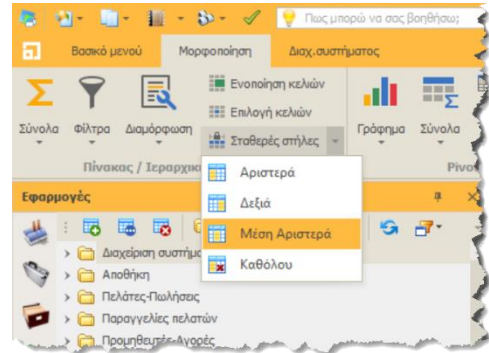 Πως μπορώ να σας βοηθήσω;
Βασικό μενού Μορφοποίηση Διαχ.συστήματος
Ενοποίηση κελιών
Επιλογή κελιών
Σταθερές στήλες
Σύνολα Φίλτρα Διαμόρφωση Γράφημα Σύνολα
Πίνακας / Ιεραρχικ Pivo
Αριστερά
Δεξιά
Μέση Αριστερά
Καθόλου
Εφαρμογές
Διαχείριση συστήμα
Αποθήκη
Πελάτες-Πωλήσεις
Παραγγελίες πελατών
Προμηθευτές-Αγορές